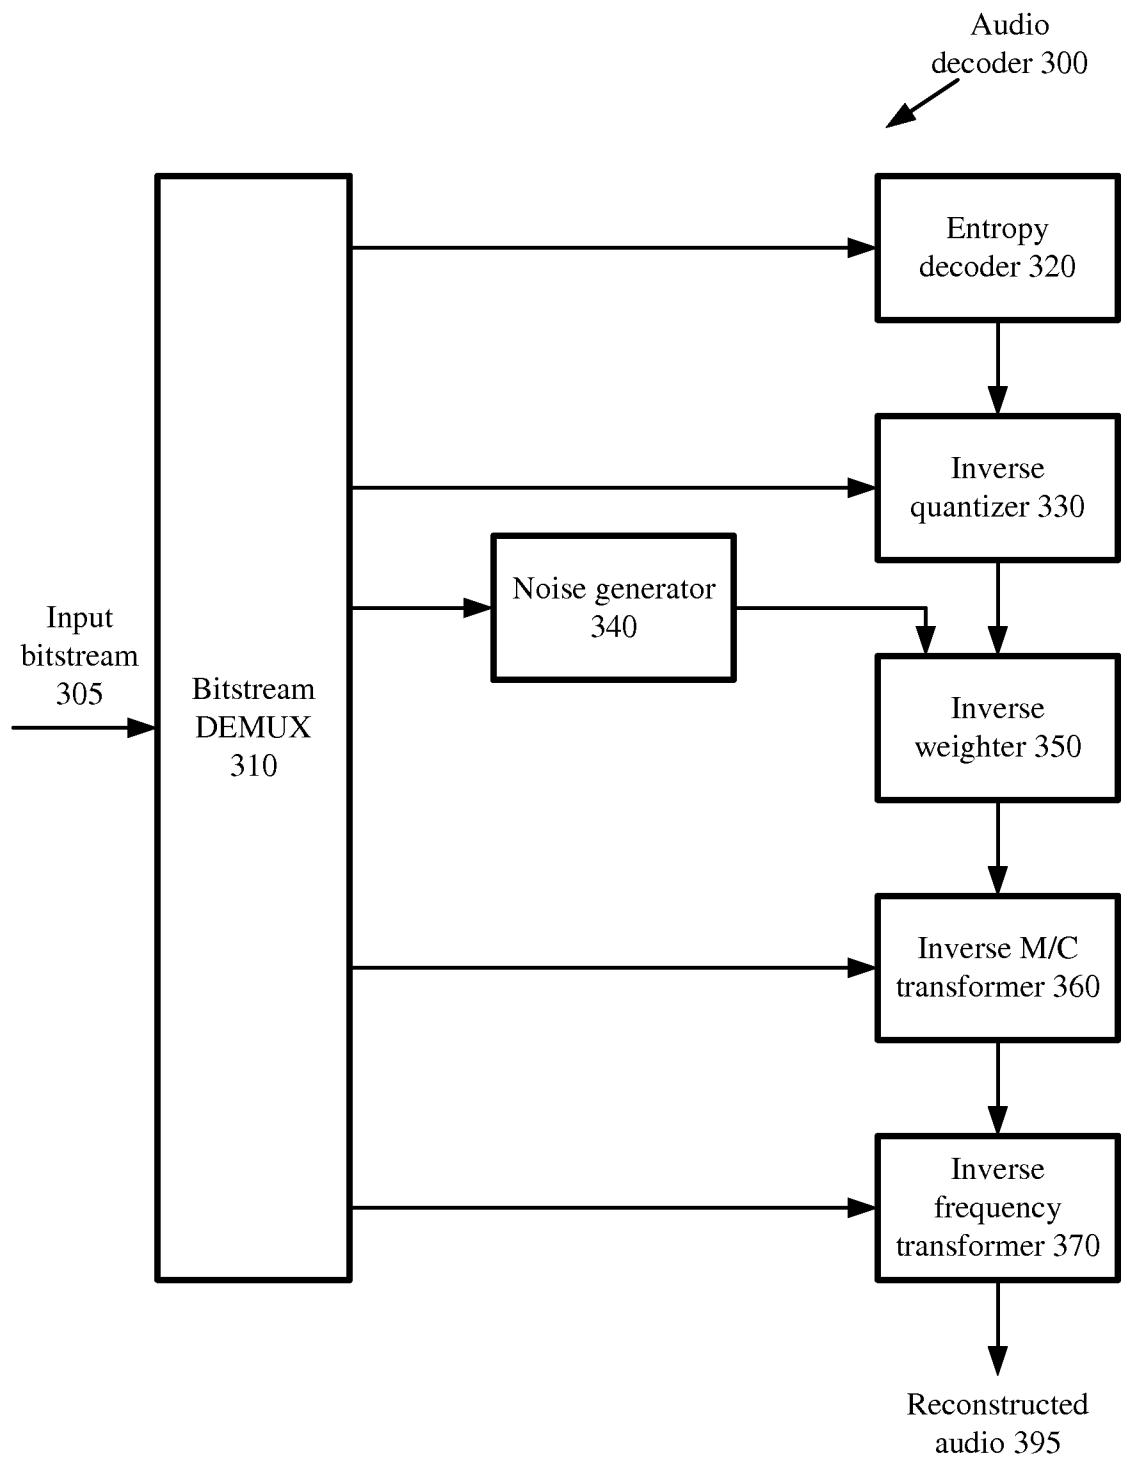 Audio
decoder 300
Entropy
decoder 320
Inverse
quantizer 330
Noise generator
340
Input
bitstream
305
Bitstream
DEMUX
310
Inverse
weighter 350
Inverse M/C
transformer 360
Inverse
frequency
transformer 370
Reconstructed
audio 395